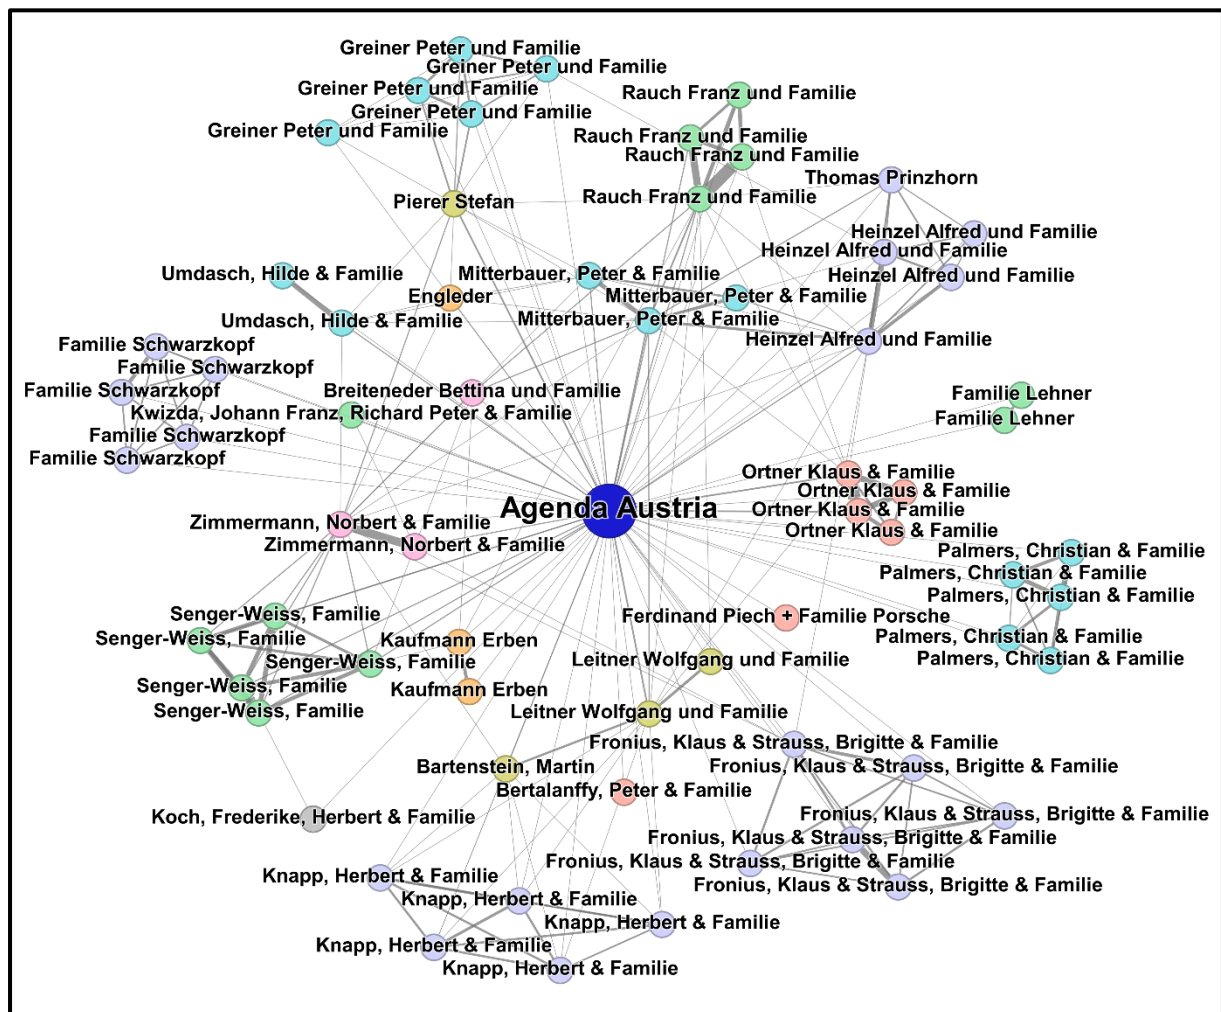 Greiner Peter und Familie
Greiner Peter und Familie
Greiner Peter und Familie
Greiner Peter und Familie
Greiner Peter und Familie
Rauch Franz und Familie
Rauch Franz und Familie
Rauch Franz und Familie
Rauch Franz und Familie
Thomas Prinzhorn
Pierer Stefan
Heinzel Alfred und Familie
Heinzel Alfred und Familie
Heinzel Alfred und Familie
Heinzel Alfred und Familie
Umdasch, Hilde & Familie
Umdasch, Hilde & Familie
Mitterbauer, Peter & Familie
Mitterbauer, Peter & Familie
Mitterbauer, Peter & Familie
Engleder
Familie Schwarzkopf
Familie Schwarzkopf
Familie Schwarzkopf
Familie Schwarzkopf
Familie Schwarzkopf
Breiteneder Bettina und Familie
Kwizda, Johann Franz, Richard Peter & Familie
Familie Lehner
Familie Lehner
Ortner Klaus & Familie
Ortner Klaus & Familie
Ortner Klaus & Familie
Ortner Klaus & Familie
Agenda Austria
Zimmermann, Norbert & Familie
Zimmermann, Norbert & Familie
Palmers, Christian & Familie
Palmers, Christian & Familie
Palmers, Christian & Familie
Palmers, Christian & Familie
Palmers, Christian & Familie
Ferdinand Piech + Familie Porsche
Senger-Weiss, Familie
Senger-Weiss, Familie
Senger-Weiss, Familie
Senger-Weiss, Familie
Senger-Weiss, Familie
Kaufmann Erben
Kaufmann Erben
Leitner Wolfgang und Familie
Leitner Wolfgang und Familie
Fronius, Klaus & Strauss, Brigitte & Familie
Fronius, Klaus & Strauss, Brigitte & Familie
Fronius, Klaus & Strauss, Brigitte & Familie
Fronius, Klaus & Strauss, Brigitte & Familie
Fronius, Klaus & Strauss, Brigitte & Familie
Fronius, Klaus & Strauss, Brigitte & Familie
Bartenstein, Martin
Bertalanffy, Peter & Familie
Koch, Frederike, Herbert & Familie
Knapp, Herbert & Familie
Knapp, Herbert & Familie
Knapp, Herbert & Familie
Knapp, Herbert & Familie
Knapp, Herbert & Familie